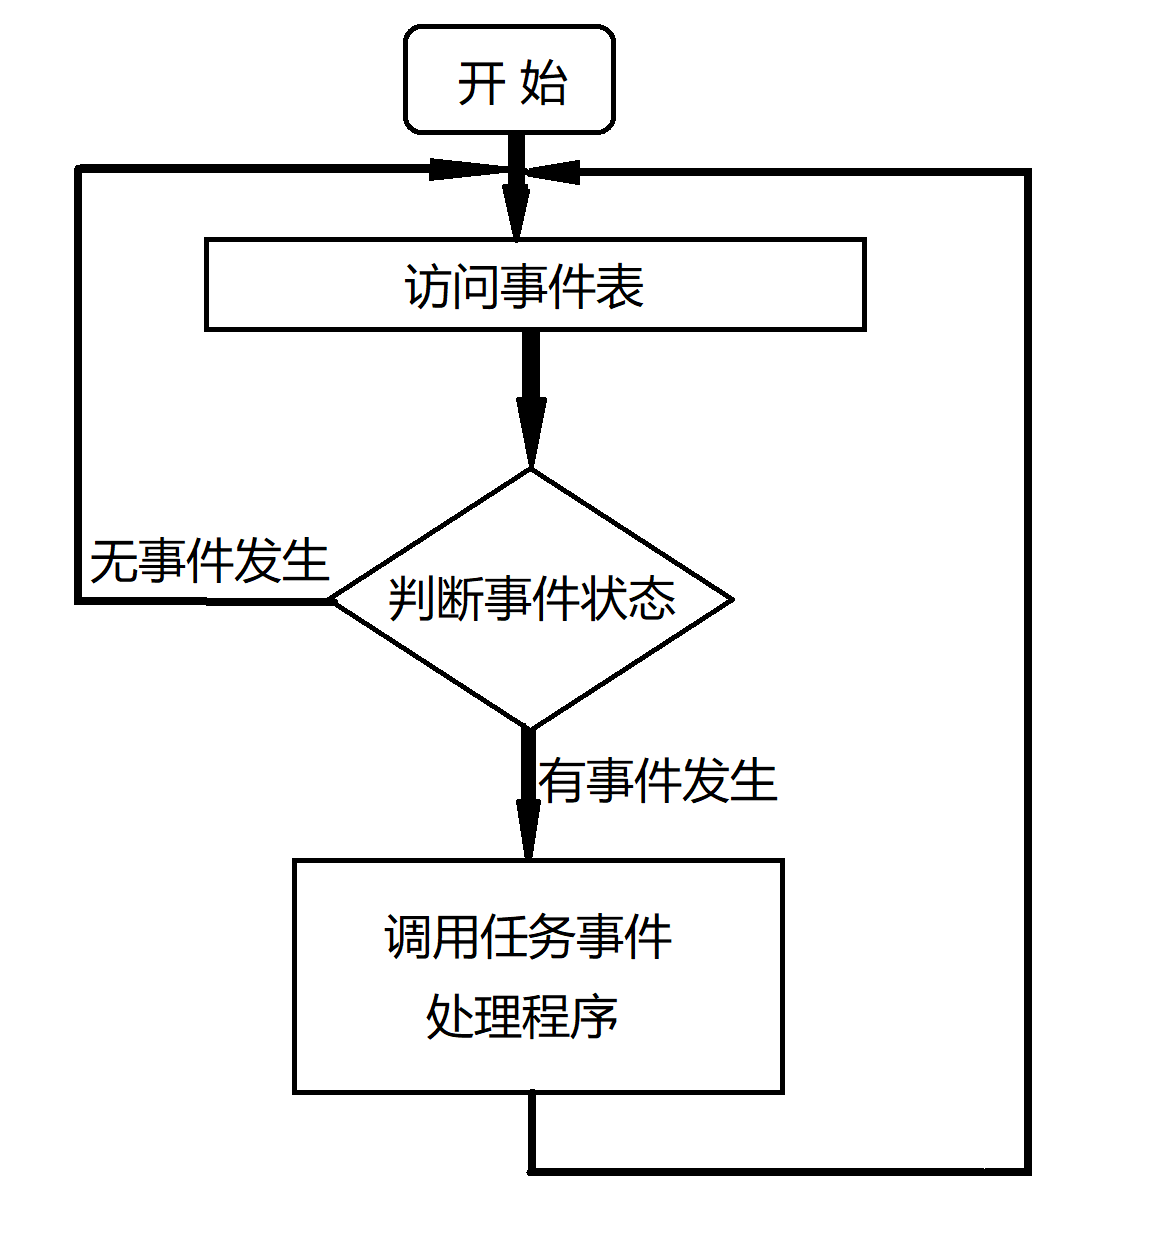 开 始
访问事件表
无事件发生
判断事件状态
有事件发生
调用任务事件
处理程序